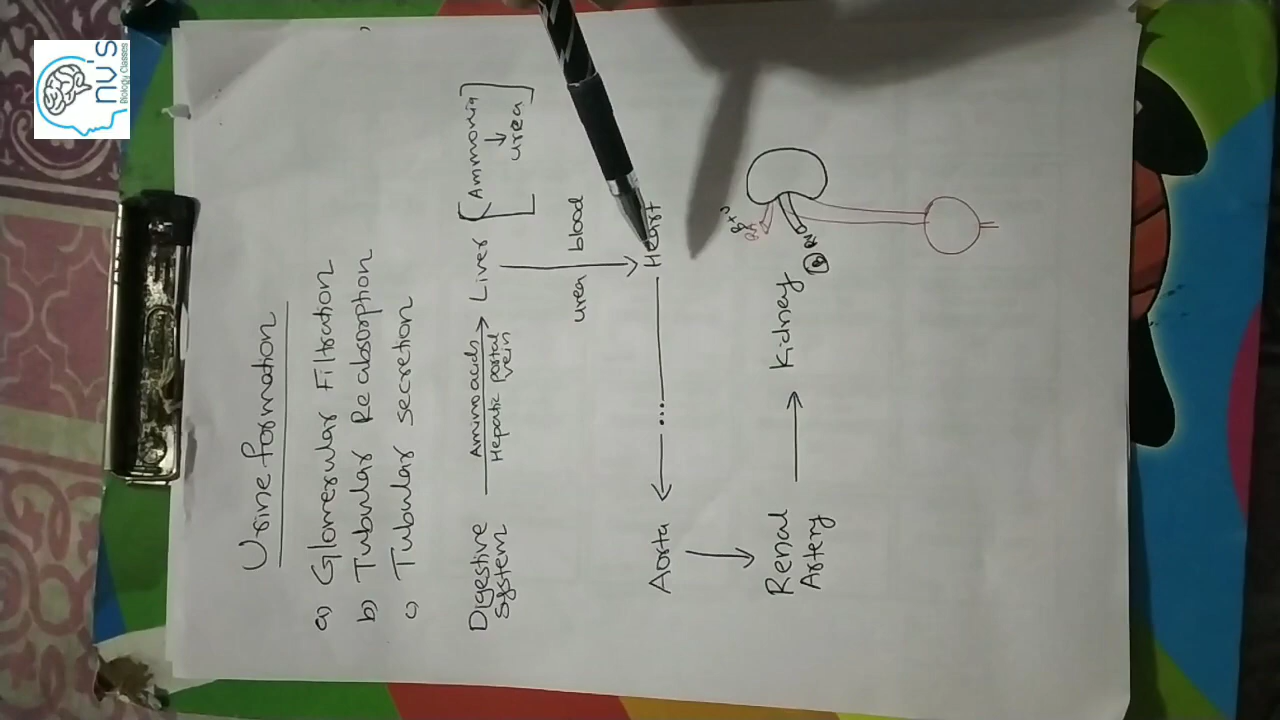 nv's
Biology Classes
Urine formation
a) Glomerular Filtration
b) Tubular Reabsorption
c) Tubular secretion
Digestive
System
Amino acids
Hepatic portal
vein
Liver
[Ammonia
↓
urea]
urea blood
Heart
Aorta
Renal
Artery
Kidney